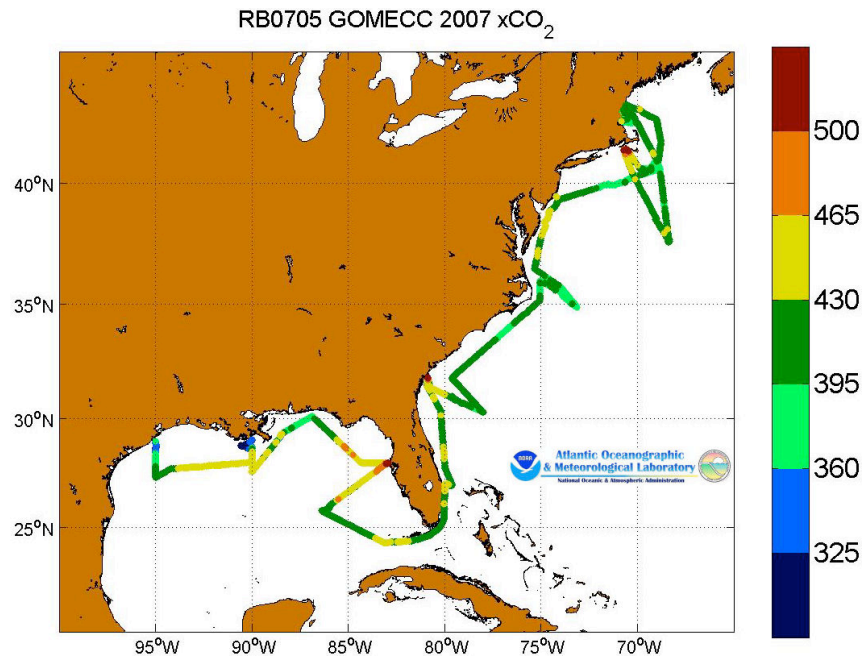 RB0705 GOMECC 2007 xCO2
500
465
430
395
360
325
40°N
35°N
30°N
25°N
95°W 90°W 85°W 80°W 75°W 70°W
NOAA
Atlantic Oceanographic
& Meteorological Laboratory
National Oceanic & Atmospheric Administration